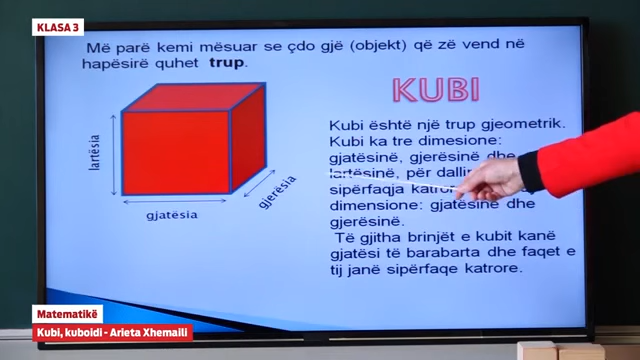 KLASA 3
Më parë kemi mësuar se çdo gjë (objekt) që zë vend në
hapësirë quhet trup.
KUBI
lartësia
gjatësia
gjerësia
Kubi është një trup gjeometrik.
Kubi ka tre dimesione:
gjatësinë, gjerësinë dhe
lartësinë, për
sipërfaqja
dimensione: gjatësinë dhe
gjerësinë.
Të gjitha brinjët e kubit kanë
gjatësi të barabarta dhe faqet e
tij janë sipërfaqe katrore.
Matematikë
Kubi, kuboidi - Arieta Xhemaili